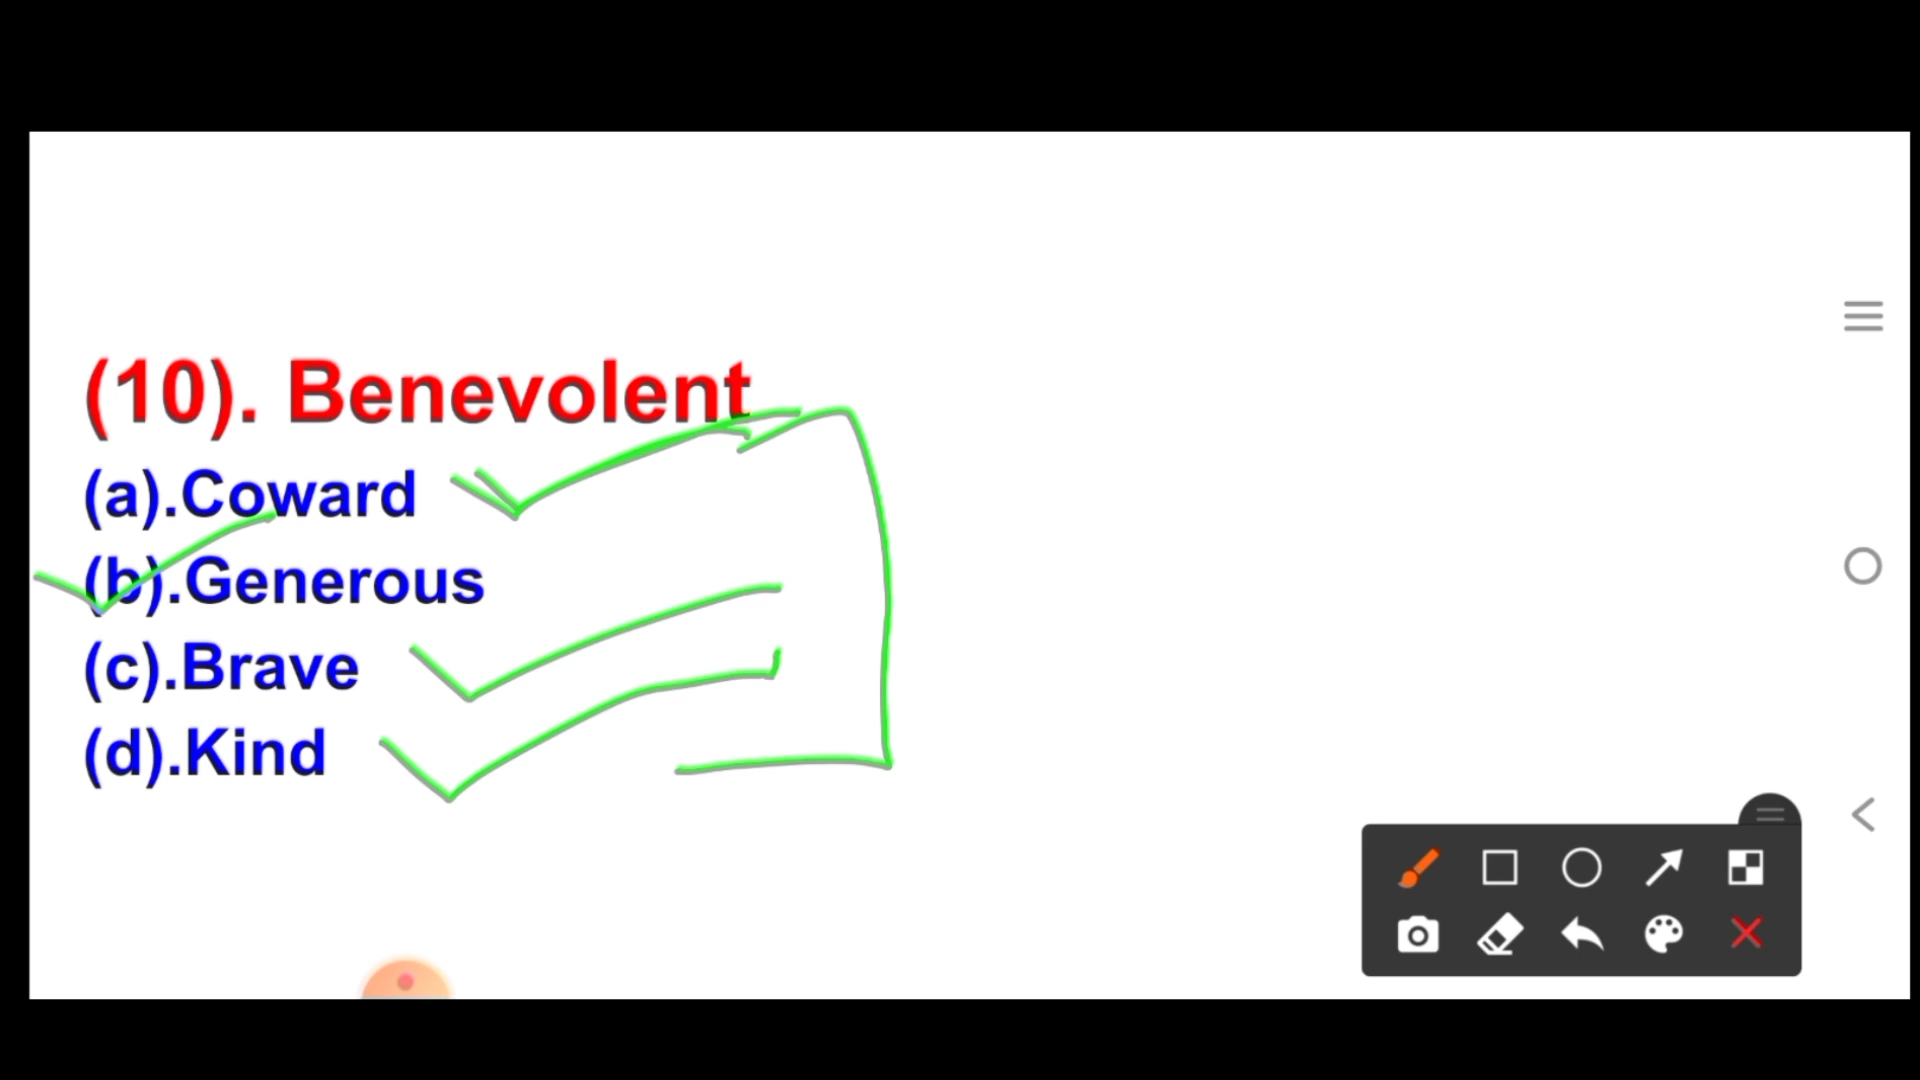 (10). Benevolent
(a).Coward
(b).Generous
(c).Brave
(d).Kind